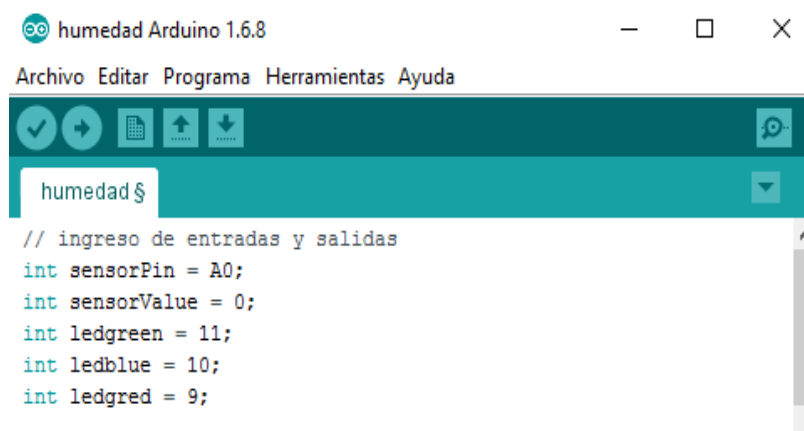 humedad Arduino 1.6.8
Archivo Editar Programa Herramientas Ayuda
humedad §
// ingreso de entradas y salidas
int sensorPin = A0;
int sensorValue = 0;
int ledgreen = 11;
int ledblue = 10;
int ledgred = 9;